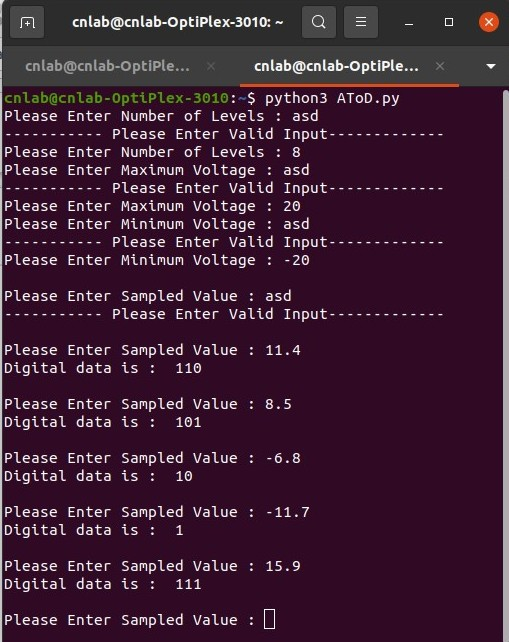 cnlab@cnlab-OptiPlex-3010: ~
cnlab@cnlab-OptiPle...
cnlab@cnlab-OptiPle...
cnlab@cnlab-OptiPlex-3010:~$ python3 AToD.py
Please Enter Number of Levels : asd
----------- Please Enter Valid Input-------------
Please Enter Number of Levels : 8
Please Enter Maximum Voltage : asd
----------- Please Enter Valid Input-------------
Please Enter Maximum Voltage : 20
Please Enter Minimum Voltage : asd
----------- Please Enter Valid Input-------------
Please Enter Minimum Voltage : -20
Please Enter Sampled Value : asd
----------- Please Enter Valid Input-------------
Please Enter Sampled Value : 11.4
Digital data is :  110
Please Enter Sampled Value : 8.5
Digital data is :  101
Please Enter Sampled Value : -6.8
Digital data is :  10
Please Enter Sampled Value : -11.7
Digital data is :  1
Please Enter Sampled Value : 15.9
Digital data is :  111
Please Enter Sampled Value :